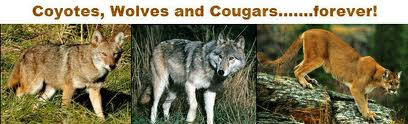 Coyotes, Wolves and Cougars.......forever!